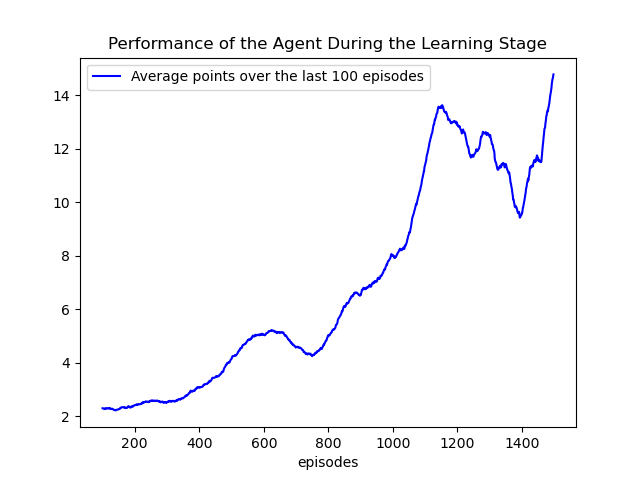 Performance of the Agent During the Learning Stage
Average points over the last 100 episodes
14
12
10
8
6
4
2
200 400 600 800 1000 1200 1400
episodes